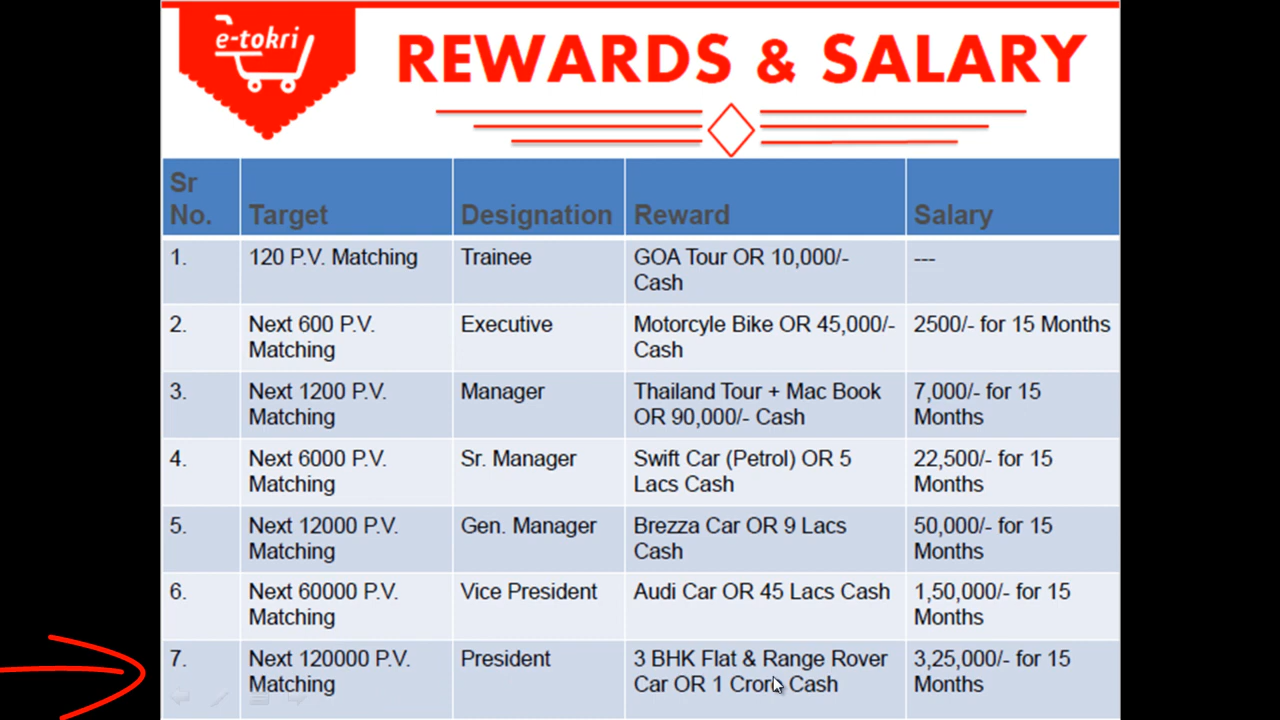 e-tokri
REWARDS & SALARY
Sr
No.
Target
Designation
Reward
Salary
1.
120 P.V. Matching
Trainee
GOA Tour OR 10,000/-
Cash
---
2.
Next 600 P.V.
Matching
Executive
Motorcyle Bike OR 45,000/-
Cash
2500/- for 15 Months
3.
Next 1200 P.V.
Matching
Manager
Thailand Tour + Mac Book
OR 90,000/- Cash
7,000/- for 15
Months
4.
Next 6000 P.V.
Matching
Sr. Manager
Swift Car (Petrol) OR 5
Lacs Cash
22,500/- for 15
Months
5.
Next 12000 P.V.
Matching
Gen. Manager
Brezza Car OR 9 Lacs
Cash
50,000/- for 15
Months
6.
Next 60000 P.V.
Matching
Vice President
Audi Car OR 45 Lacs Cash
1,50,000/- for 15
Months
7.
Next 120000 P.V.
Matching
President
3 BHK Flat & Range Rover
Car OR 1 Crore Cash
3,25,000/- for 15
Months